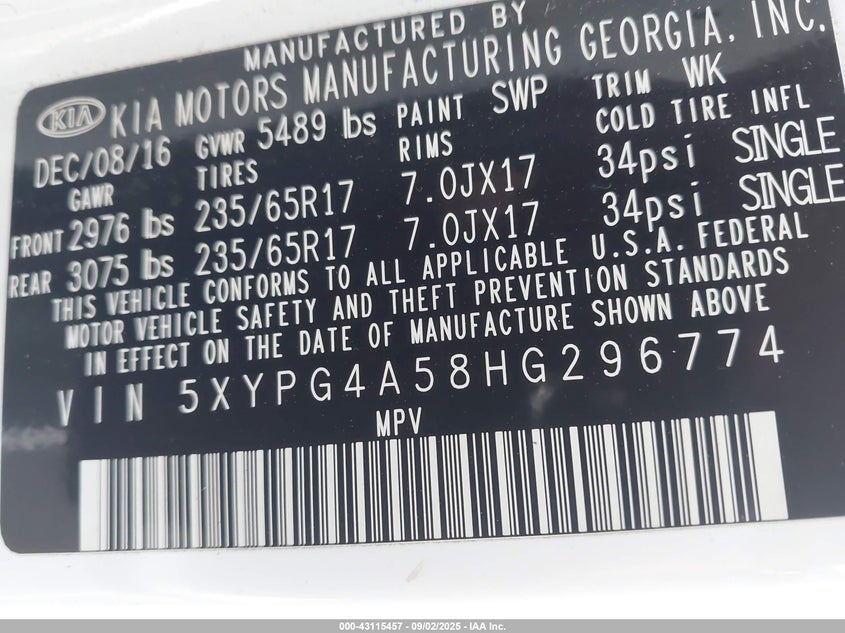 MANUFACTURED BY
KIA KIA MOTORS MANUFACTURING GEORGIA, INC.
DEC/08/16 GVWR 5489 lbs PAINT SWP TRIM WK
GAWR TIRES RIMS COLD TIRE INFL
FRONT 2976 lbs 235/65R17 7.0JX17 34psi SINGLE
REAR 3075 lbs 235/65R17 7.0JX17 34psi SINGLE
THIS VEHICLE CONFORMS TO ALL APPLICABLE U.S.A. FEDERAL
MOTOR VEHICLE SAFETY AND THEFT PREVENTION STANDARDS
IN EFFECT ON THE DATE OF MANUFACTURE SHOWN ABOVE
VIN 5XYPG4A58HG296774
MPV
000-43115457 - 09/02/2025 - IAA Inc.